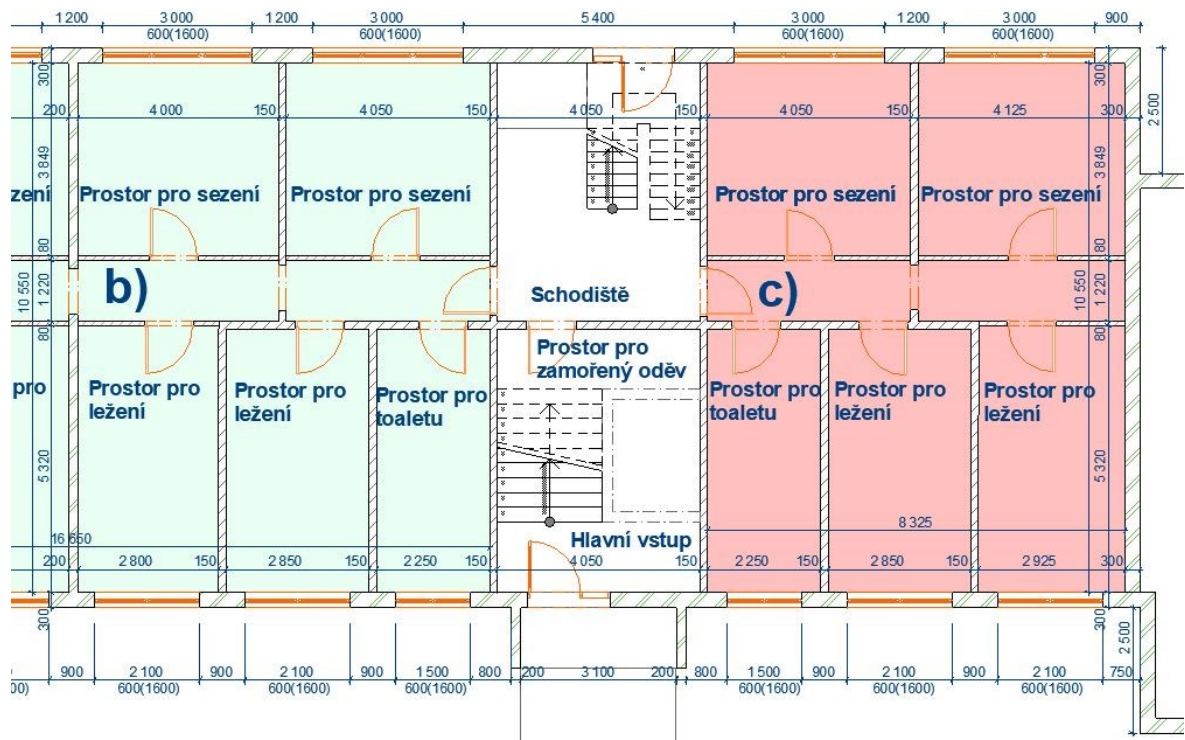 1 200 3 000 1 200 3 000 5 400 3 000 1 200 3 000 900
600(1600) 600(1600) 600(1600) 600(1600)
300 300
200 4 000 150 4 050 150 4 050 150 4 050 150 4 125 300
2 500
3 849 3 849
zení Prostor pro sezení Prostor pro sezení Prostor pro sezení Prostor pro sezení
80 80
10 550 1 220 b) Schodiště c) 10 550 1 220
80 80
Prostor pro
zamořený oděv
pro Prostor pro
ležení
Prostor pro
ležení
Prostor pro
toaletu
Prostor pro
toaletu
Prostor pro
ležení
Prostor pro
ležení
5 320 5 320
8 325
16 650 Hlavní vstup
200 2 800 150 2 850 150 2 250 150 4 050 150 2 250 150 2 850 150 2 925 300
300 300
2 500
900 2 100 900 2 100 900 1 500 800 200 3 100 200 800 1 500 900 2 100 900 2 100 750
00) 600(1600) 600(1600) 600(1600) 600(1600) 600(1600) 600(1600)